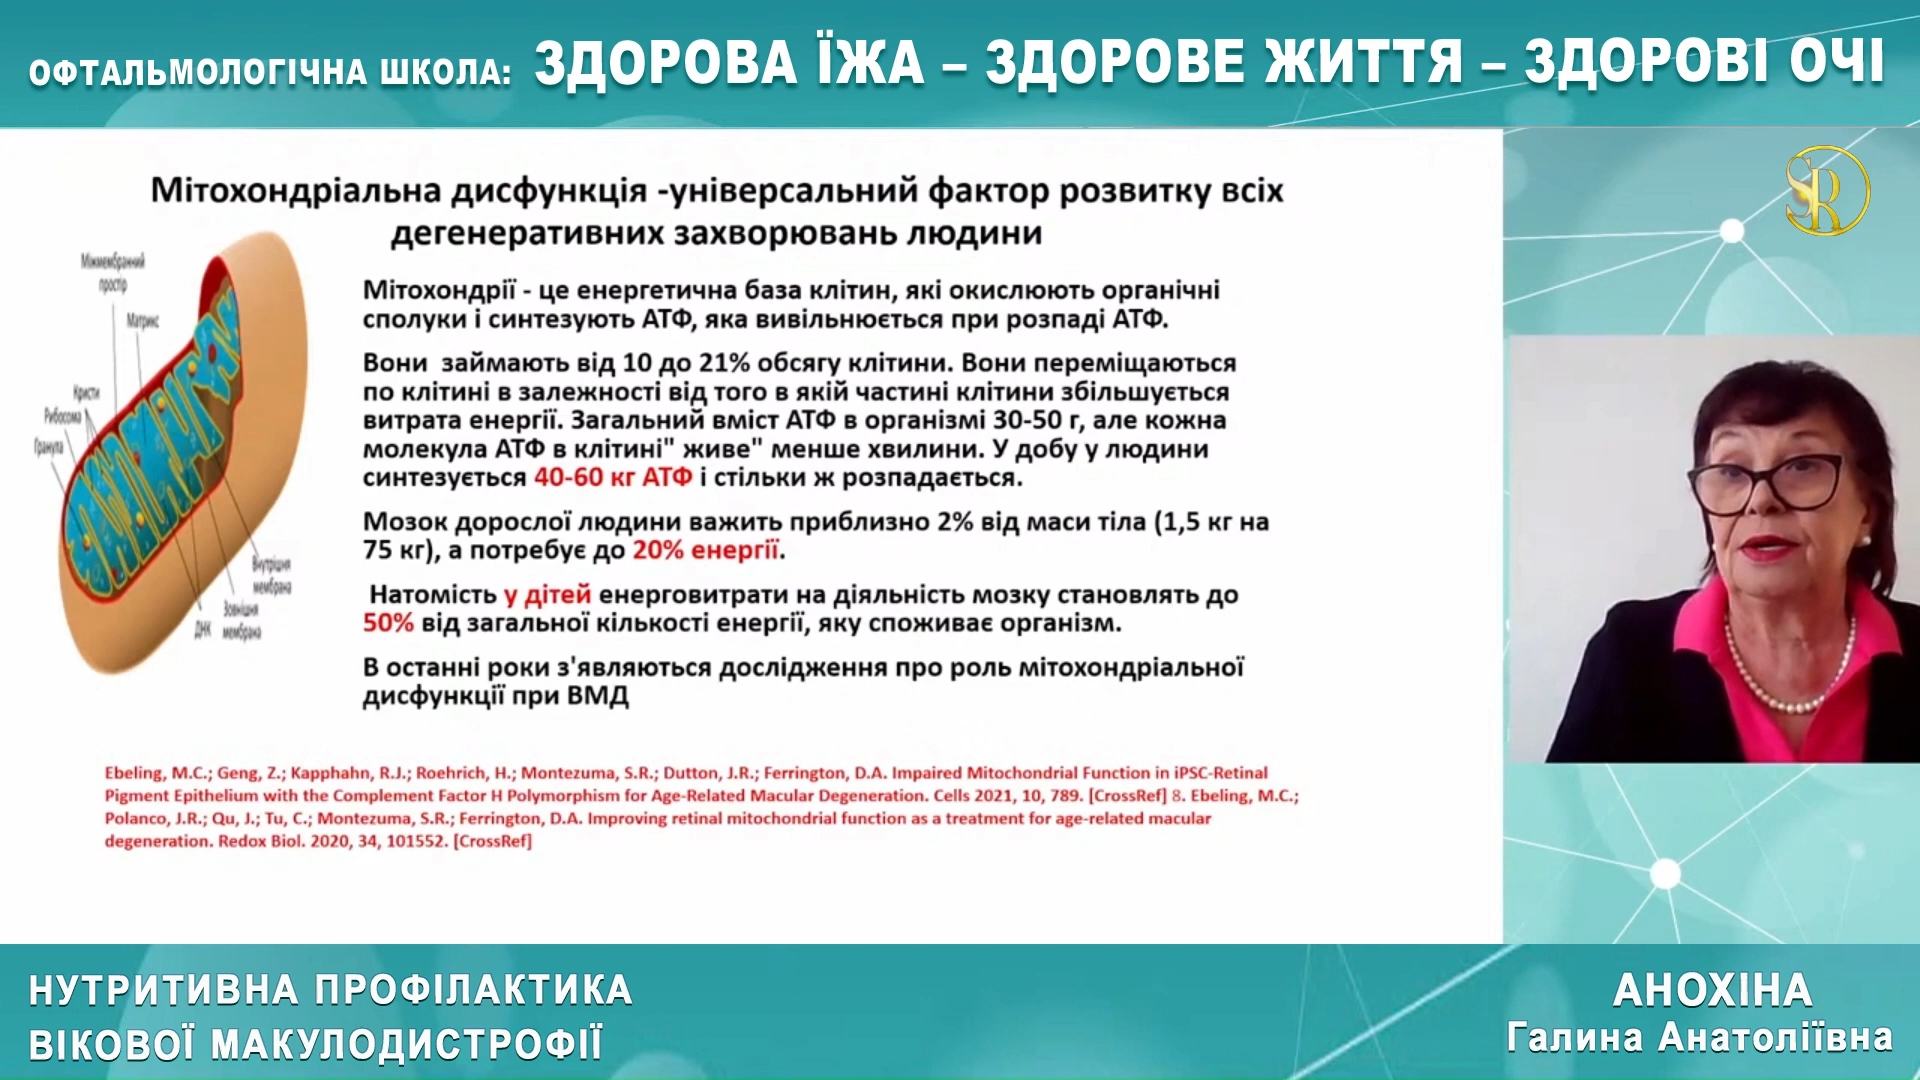 ОФТАЛЬМОЛОГІЧНА ШКОЛА: ЗДОРОВА ЇЖА – ЗДОРОВЕ ЖИТТЯ – ЗДОРОВІ ОЧІ
SR
Мітохондріальна дисфункція -універсальний фактор розвитку всіх
дегенеративних захворювань людини
Міжмембранний
простір
Матрикс
Кристи
Рибосома
Гранула
Внутрішня
мембрана
Зовнішня
мембрана
ДНК
Мітохондрії - це енергетична база клітин, які окислюють органічні
сполуки і синтезують АТФ, яка вивільнюється при розпаді АТФ.
Вони займають від 10 до 21% обсягу клітини. Вони переміщаються
по клітині в залежності від того в якій частині клітини збільшується
витрата енергії. Загальний вміст АТФ в організмі 30-50 г, але кожна
молекула АТФ в клітині" живе" менше хвилини. У добу у людини
синтезується 40-60 кг АТФ і стільки ж розпадається.
Мозок дорослої людини важить приблизно 2% від маси тіла (1,5 кг на
75 кг), а потребує до 20% енергії.
Натомість у дітей енерговитрати на діяльність мозку становлять до
50% від загальної кількості енергії, яку споживає організм.
В останні роки з'являються дослідження про роль мітохондріальної
дисфункції при ВМД
Ebeling, M.C.; Geng, Z.; Kapphahn, R.J.; Roehrich, H.; Montezuma, S.R.; Dutton, J.R.; Ferrington, D.A. Impaired Mitochondrial Function in iPSC-Retinal
Pigment Epithelium with the Complement Factor H Polymorphism for Age-Related Macular Degeneration. Cells 2021, 10, 789. [CrossRef] 8. Ebeling, M.C.;
Polanco, J.R.; Qu, J.; Tu, C.; Montezuma, S.R.; Ferrington, D.A. Improving retinal mitochondrial function as a treatment for age-related macular
degeneration. Redox Biol. 2020, 34, 101552. [CrossRef]
НУТРИТИВНА ПРОФІЛАКТИКА
ВІКОВОЇ МАКУЛОДИСТРОФІЇ
АНОХІНА
Галина Анатоліївна